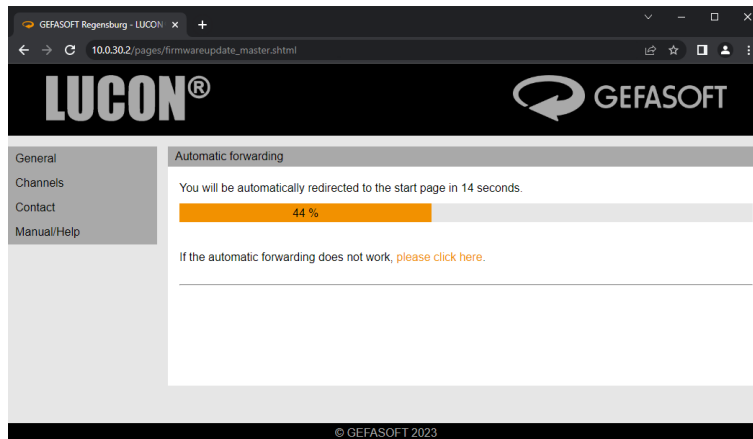 GEFASOFT Regensburg - LUCON
10.0.30.2/pages/firmwareupdate_master.shtml
LUCON®
GEFASOFT
General
Channels
Contact
Manual/Help
Automatic forwarding
You will be automatically redirected to the start page in 14 seconds.
44 %
If the automatic forwarding does not work, please click here.
© GEFASOFT 2023